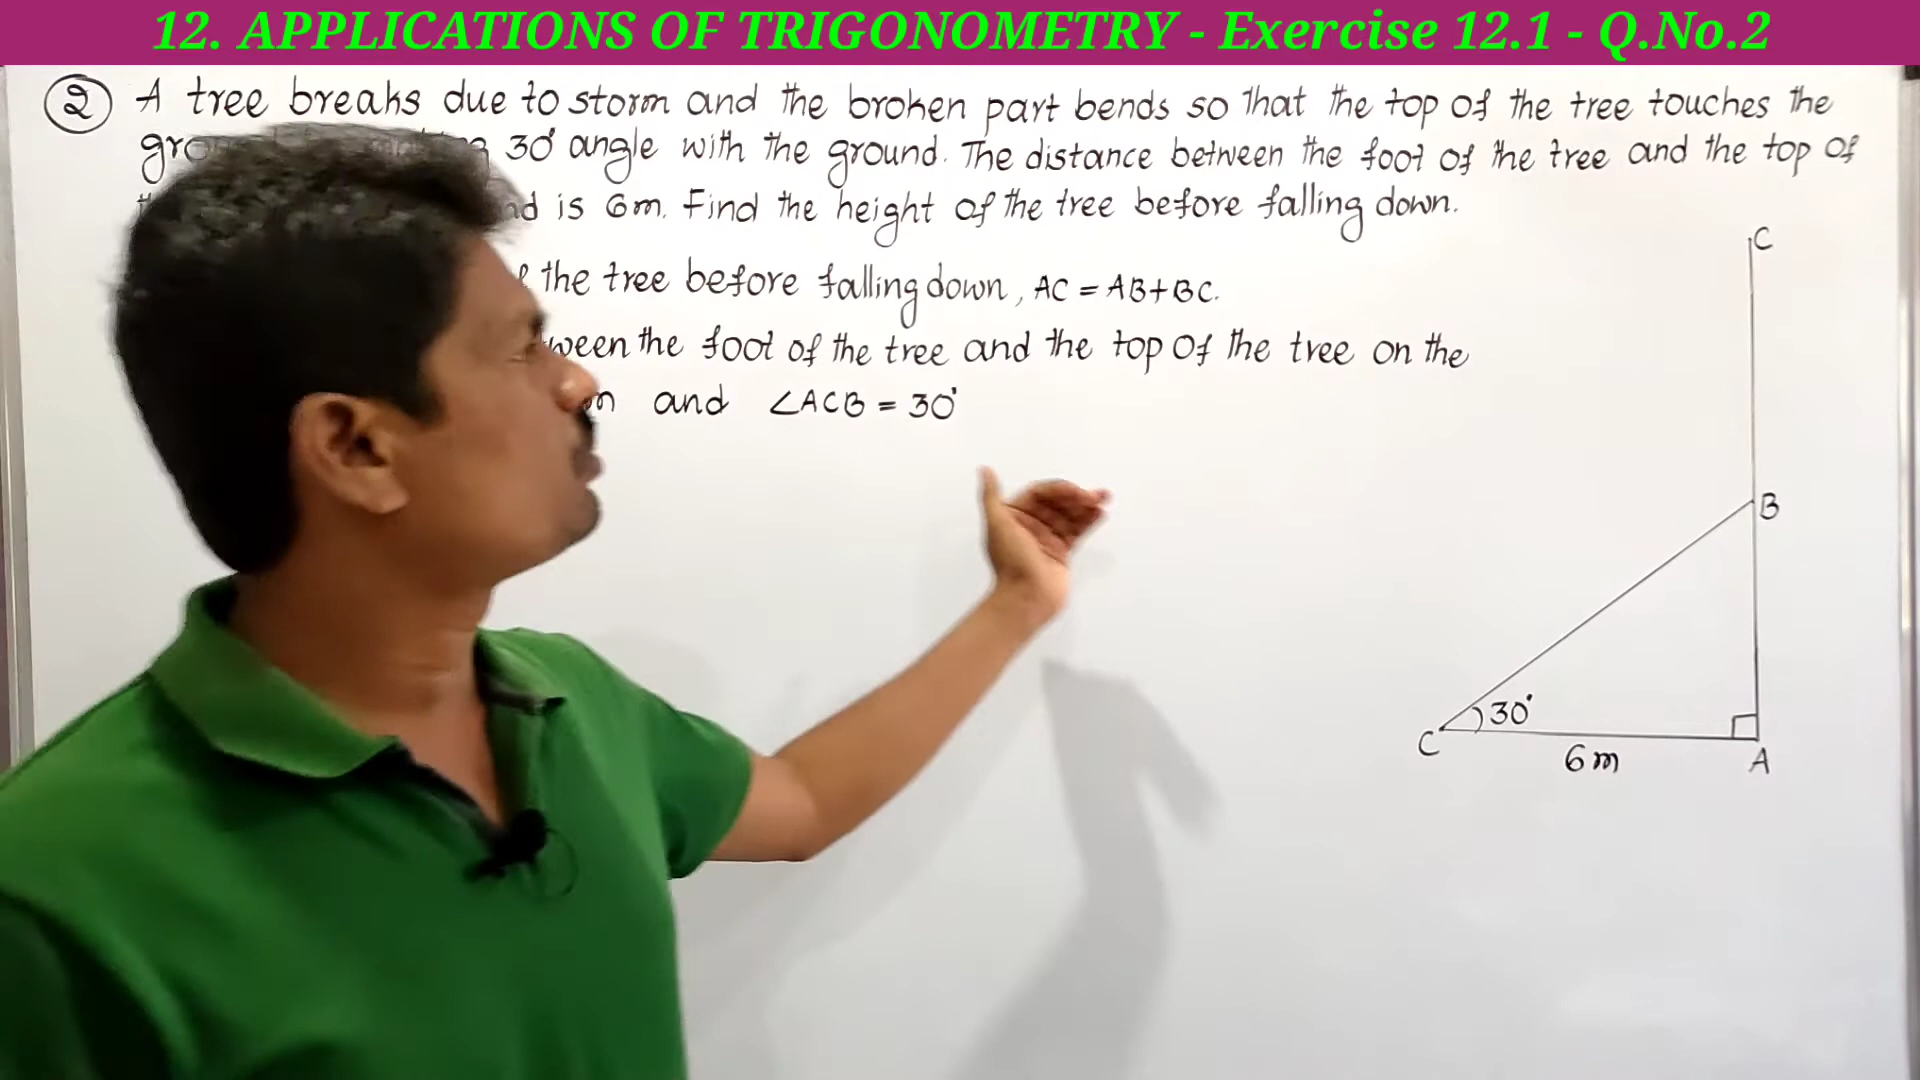 12. APPLICATIONS OF TRIGONOMETRY - Exercise 12.1 - Q.No.2
② A tree breaks due to storm and the broken part bends so that the top of the tree touches the
30° angle with the ground. The distance between the foot of the tree and the top of
is 6m. Find the height of the tree before falling down.
the tree before falling down, AC = AB+BC.
the foot of the tree and the top of the tree on the
and ∠ACB = 30°
C
B
30°
C
6m
A